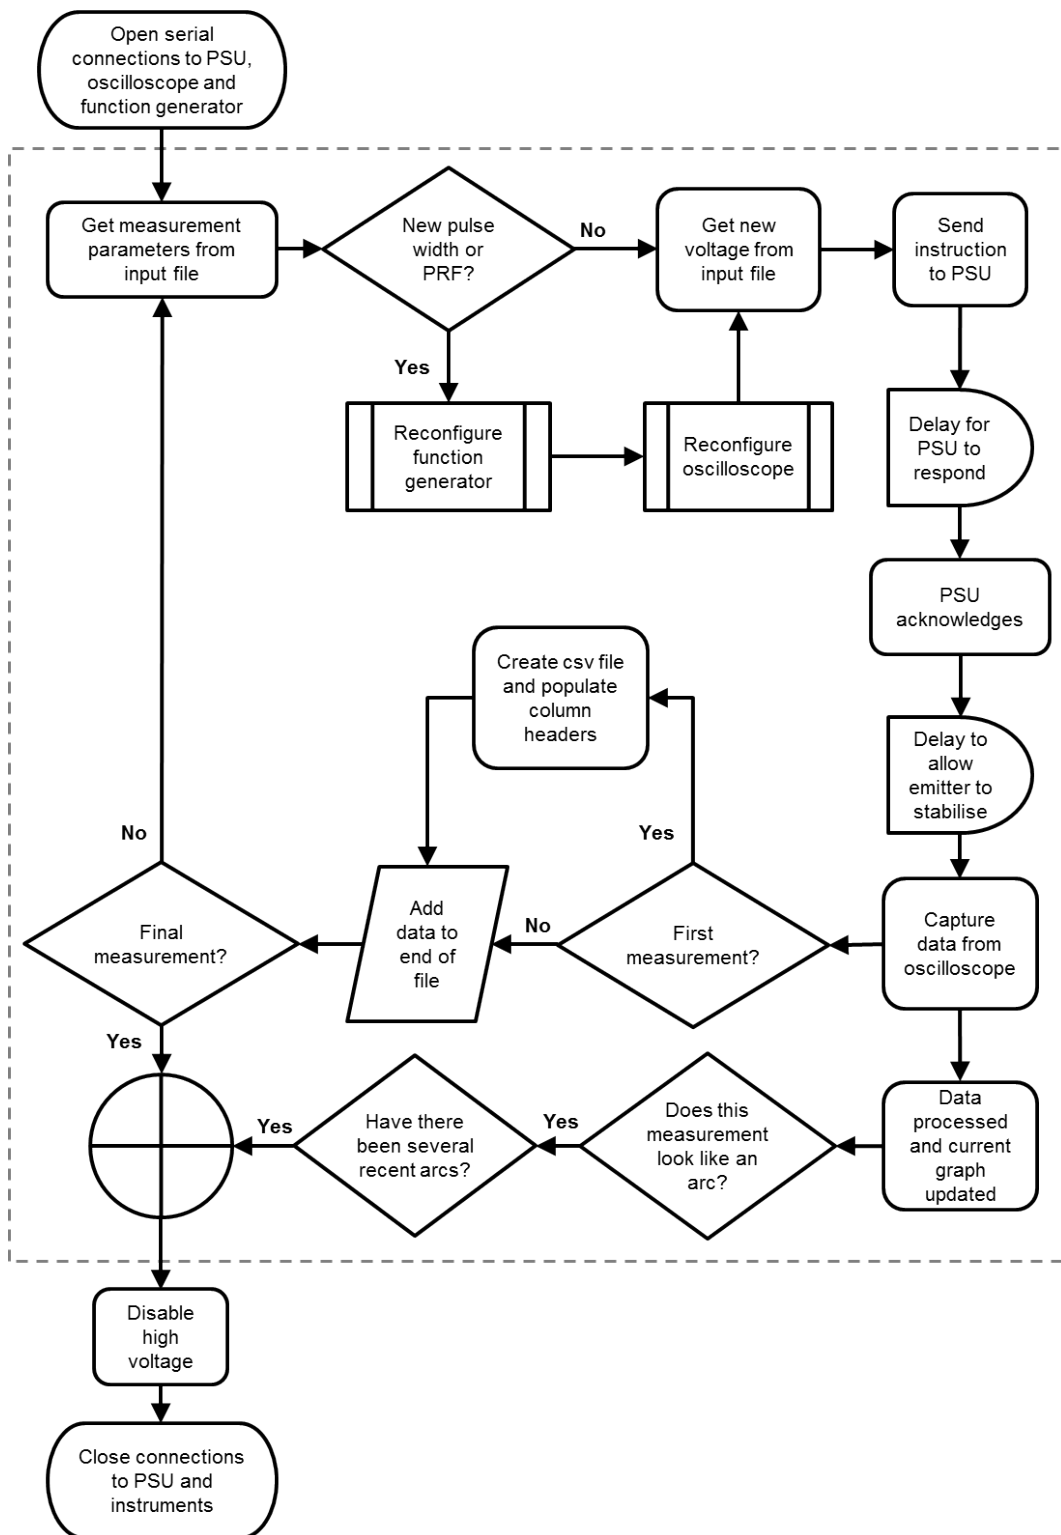 Open serial
connections to PSU,
oscilloscope and
function generator
Get measurement
parameters from
input file
New pulse
width or
PRF?
No
Get new
voltage from
input file
Send
instruction
to PSU
Yes
Reconfigure
function
generator
Reconfigure
oscilloscope
Delay for
PSU to
respond
PSU
acknowledges
Delay to
allow
emitter to
stabilise
Create csv file
and populate
column
headers
Yes
No
Capture
data from
oscilloscope
First
measurement?
No
Add
data to
end of
file
Final
measurement?
Yes
Data
processed
and current
graph
updated
Does this
measurement
look like an
arc?
Yes
Have there
been several
recent arcs?
Yes
Disable
high
voltage
Close connections
to PSU and
instruments